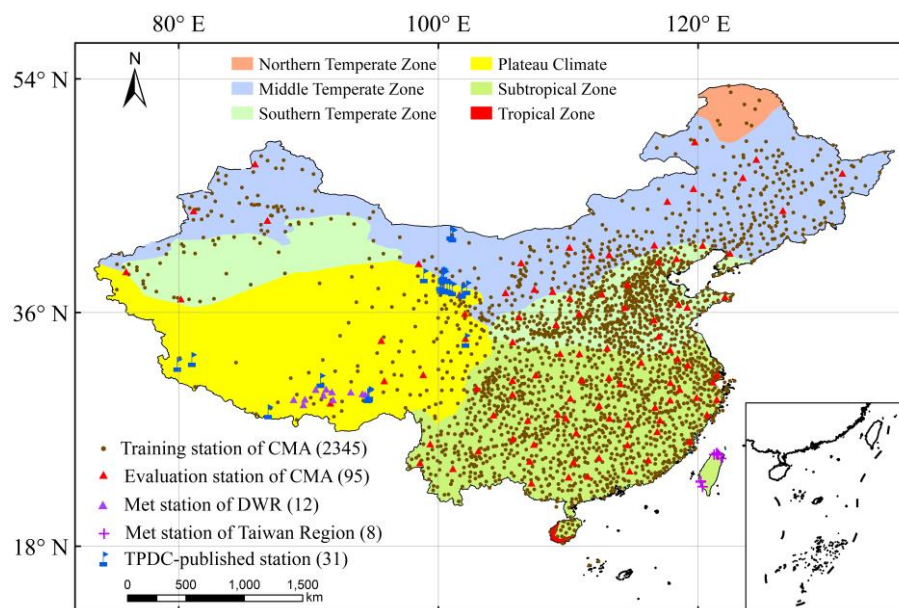 80° E 100° E 120° E
N
Northern Temperate Zone
Middle Temperate Zone
Southern Temperate Zone
Plateau Climate
Subtropical Zone
Tropical Zone
54° N
36° N
18° N
Training station of CMA (2345)
Evaluation station of CMA (95)
Met station of DWR (12)
Met station of Taiwan Region (8)
TPDC-published station (31)
0 500 1,000 1,500
km